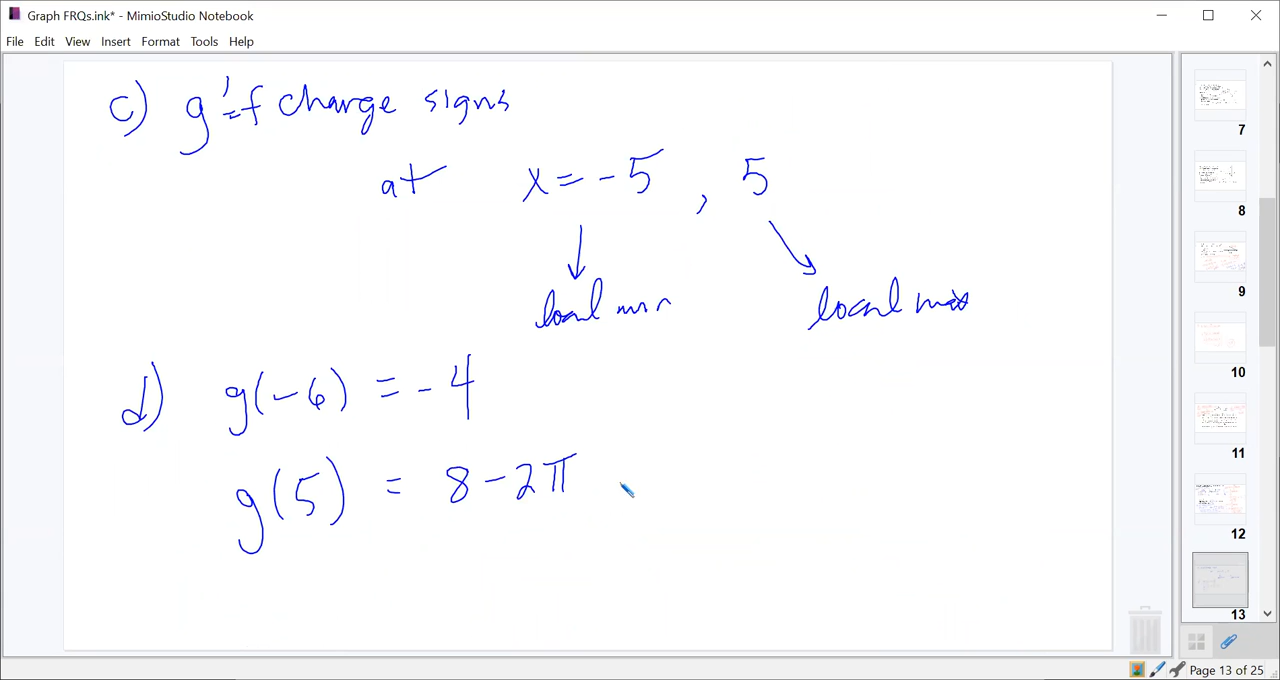 Graph FRQs.ink* - MimioStudio Notebook
File Edit View Insert Format Tools Help
c) g' = f change signs
at x = -5 , 5
local min local max
d) g(-6) = -4
g(5) = 8 - 2π
7
8
9
10
11
12
13
Page 13 of 25